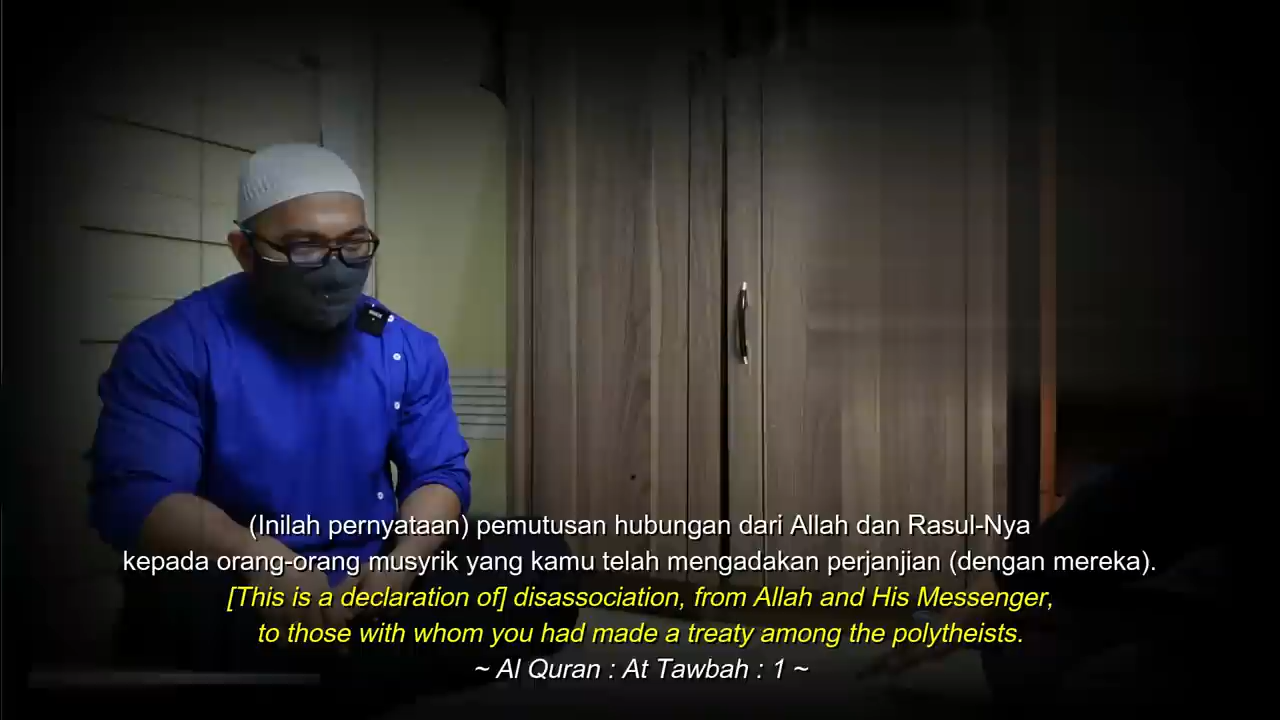 (Inilah pernyataan) pemutusan hubungan dari Allah dan Rasul-Nya
kepada orang-orang musyrik yang kamu telah mengadakan perjanjian (dengan mereka).
[This is a declaration of] disassociation, from Allah and His Messenger,
to those with whom you had made a treaty among the polytheists.
~ Al Quran : At Tawbah : 1 ~